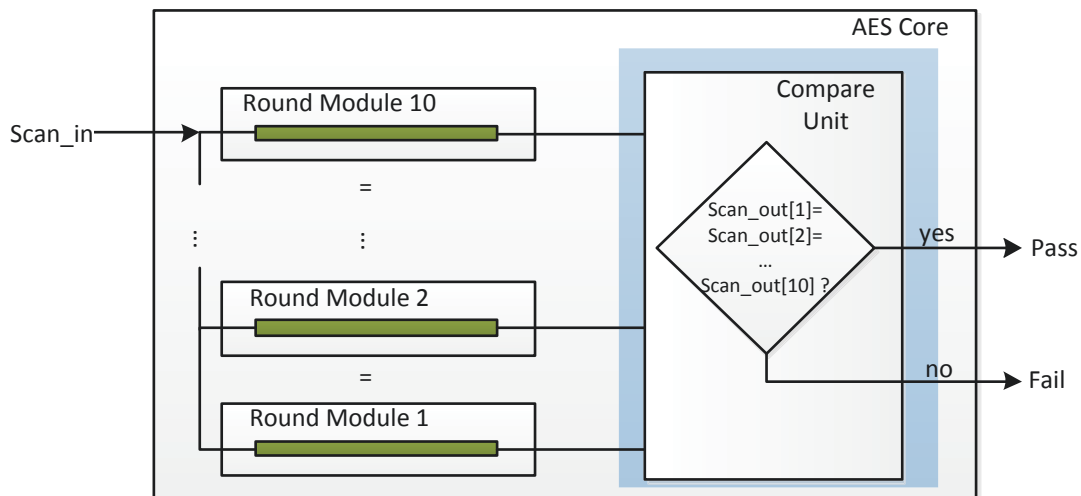 AES Core
Round Module 10
Compare
Unit
Scan_in
=
⋮
⋮
Scan_out[1]=
Scan_out[2]=
...
Scan_out[10] ?
yes
Pass
Round Module 2
=
no
Fail
Round Module 1